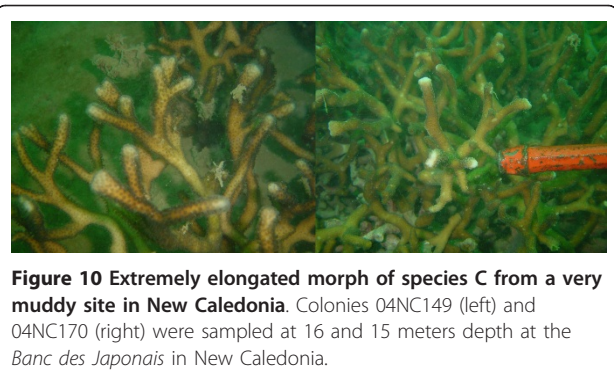 Figure 10 Extremely elongated morph of species C from a very
muddy site in New Caledonia. Colonies 04NC149 (left) and
04NC170 (right) were sampled at 16 and 15 meters depth at the
Banc des Japonais in New Caledonia.